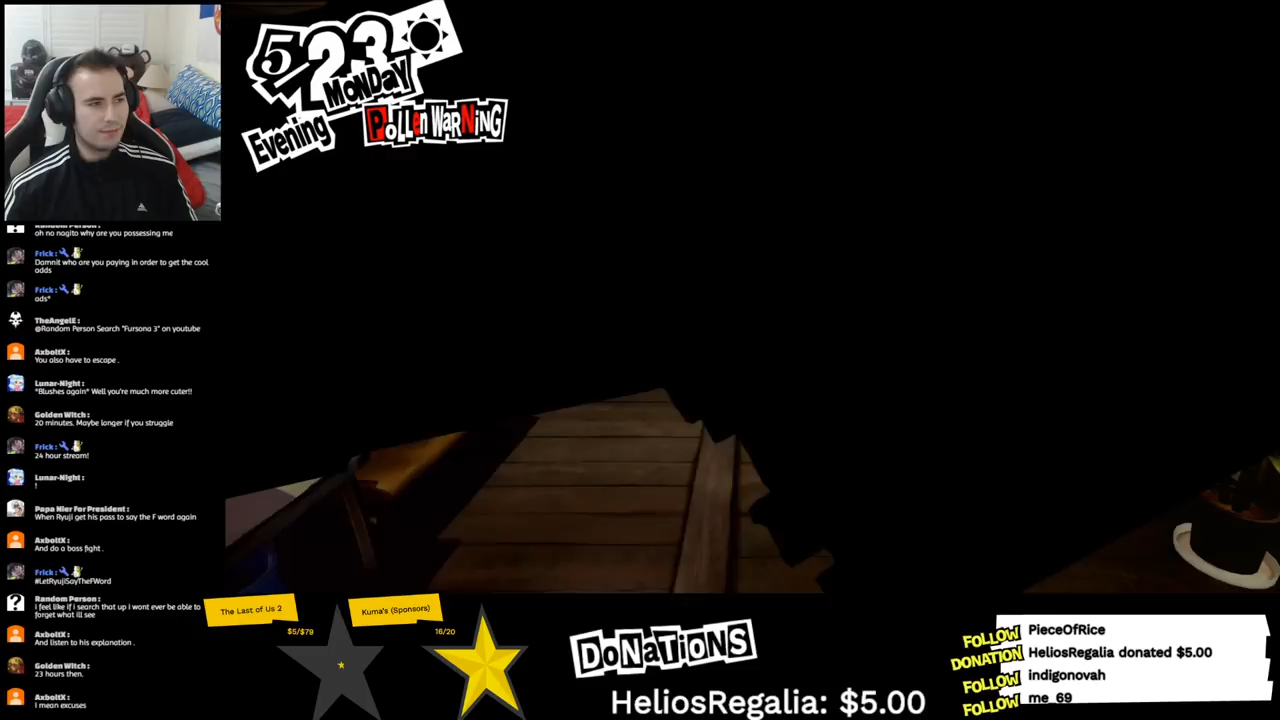 5/23
MONDAY
Evening
POLLEN WARNING
Random Person :
oh no nagito why are you possessing me
Frick :
Damnit who are you paying in order to get the cool
odds
Frick :
ads*
TheAngelE :
@Random Person Search "Fursona 3" on youtube
AxboltX :
You also have to escape .
Lunar-Night :
*Blushes again* Well you're much more cuter!!
Golden Witch :
20 minutes. Maybe longer if you struggle
Frick :
24 hour stream!
Lunar-Night :
!
Papa Nier For President :
When Ryuji get his pass to say the F word again
AxboltX :
And do a boss fight .
Frick :
#LetRyujiSayTheFWord
Random Person :
I feel like if i search that up i wont ever be able to
forget what ill see
AxboltX :
And listen to his explanation .
Golden Witch :
23 hours then.
AxboltX :
I mean excuses
The Last of Us 2
$5/$79
Kuma's (Sponsors)
16/20
DONATIONS
HeliosRegalia: $5.00
FOLLOW PieceOfRice
DONATION HeliosRegalia donated $5.00
FOLLOW indigonovah
FOLLOW me 69